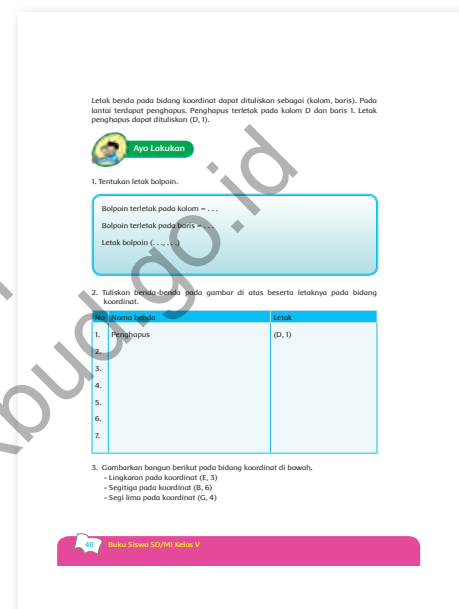 Letak benda pada bidang koordinat dapat dituliskan sebagai (kolom, baris). Pada
lantai terdapat penghapus. Penghapus terletak pada kolom D dan baris 1. Letak
penghapus dapat dituliskan (D, 1).
Ayo Lakukan
1. Tentukan letak bolpoin.
Bolpoin terletak pada kolom = . . .
Bolpoin terletak pada baris = . . .
Letak bolpoin (. . ., . . .)
2. Tuliskan benda-benda pada gambar di atas beserta letaknya pada bidang
koordinat.
No Nama benda Letak
1. Penghapus (D, 1)
2.
3.
4.
5.
6.
7.
3. Gambarkan bangun berikut pada bidang koordinat di bawah.
- Lingkaran pada koordinat (E, 3)
- Segitiga pada koordinat (B, 6)
- Segi lima pada koordinat (G, 4)
46 Buku Siswa SD/MI Kelas V
kbud.go.id